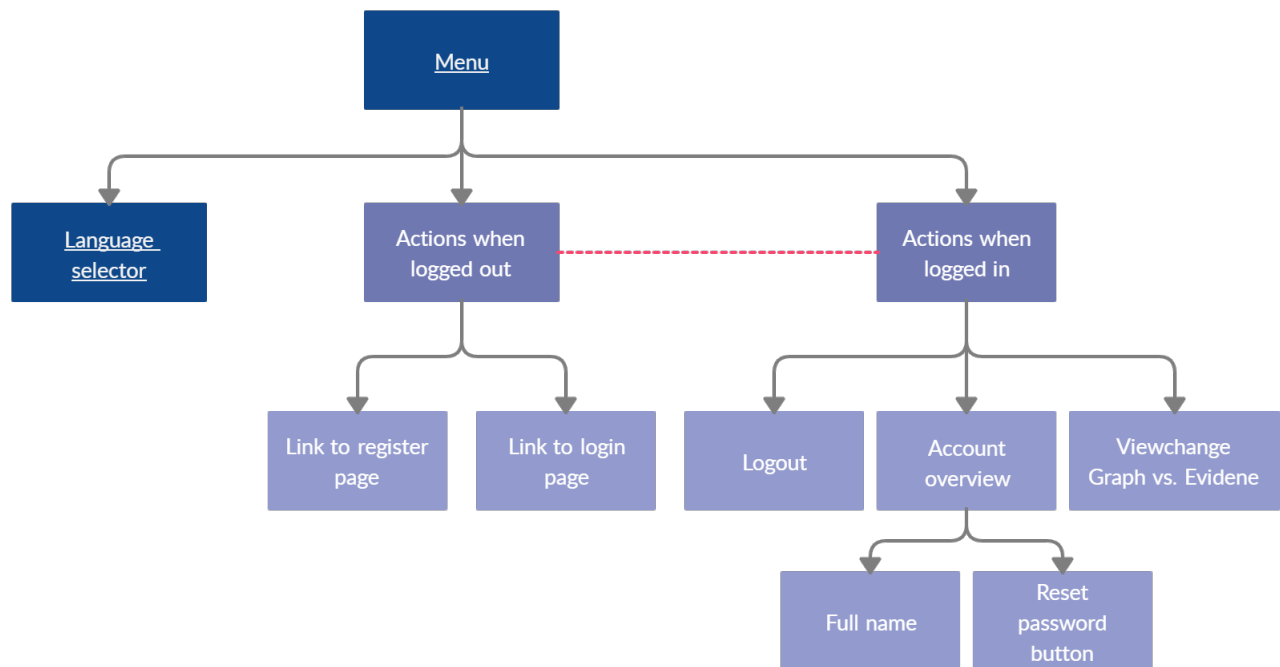 Menu
Language
selector
Actions when
logged out
Actions when
logged in
Link to register
page
Link to login
page
Logout
Account
overview
Viewchange
Graph vs. Evidene
Full name
Reset
password
button